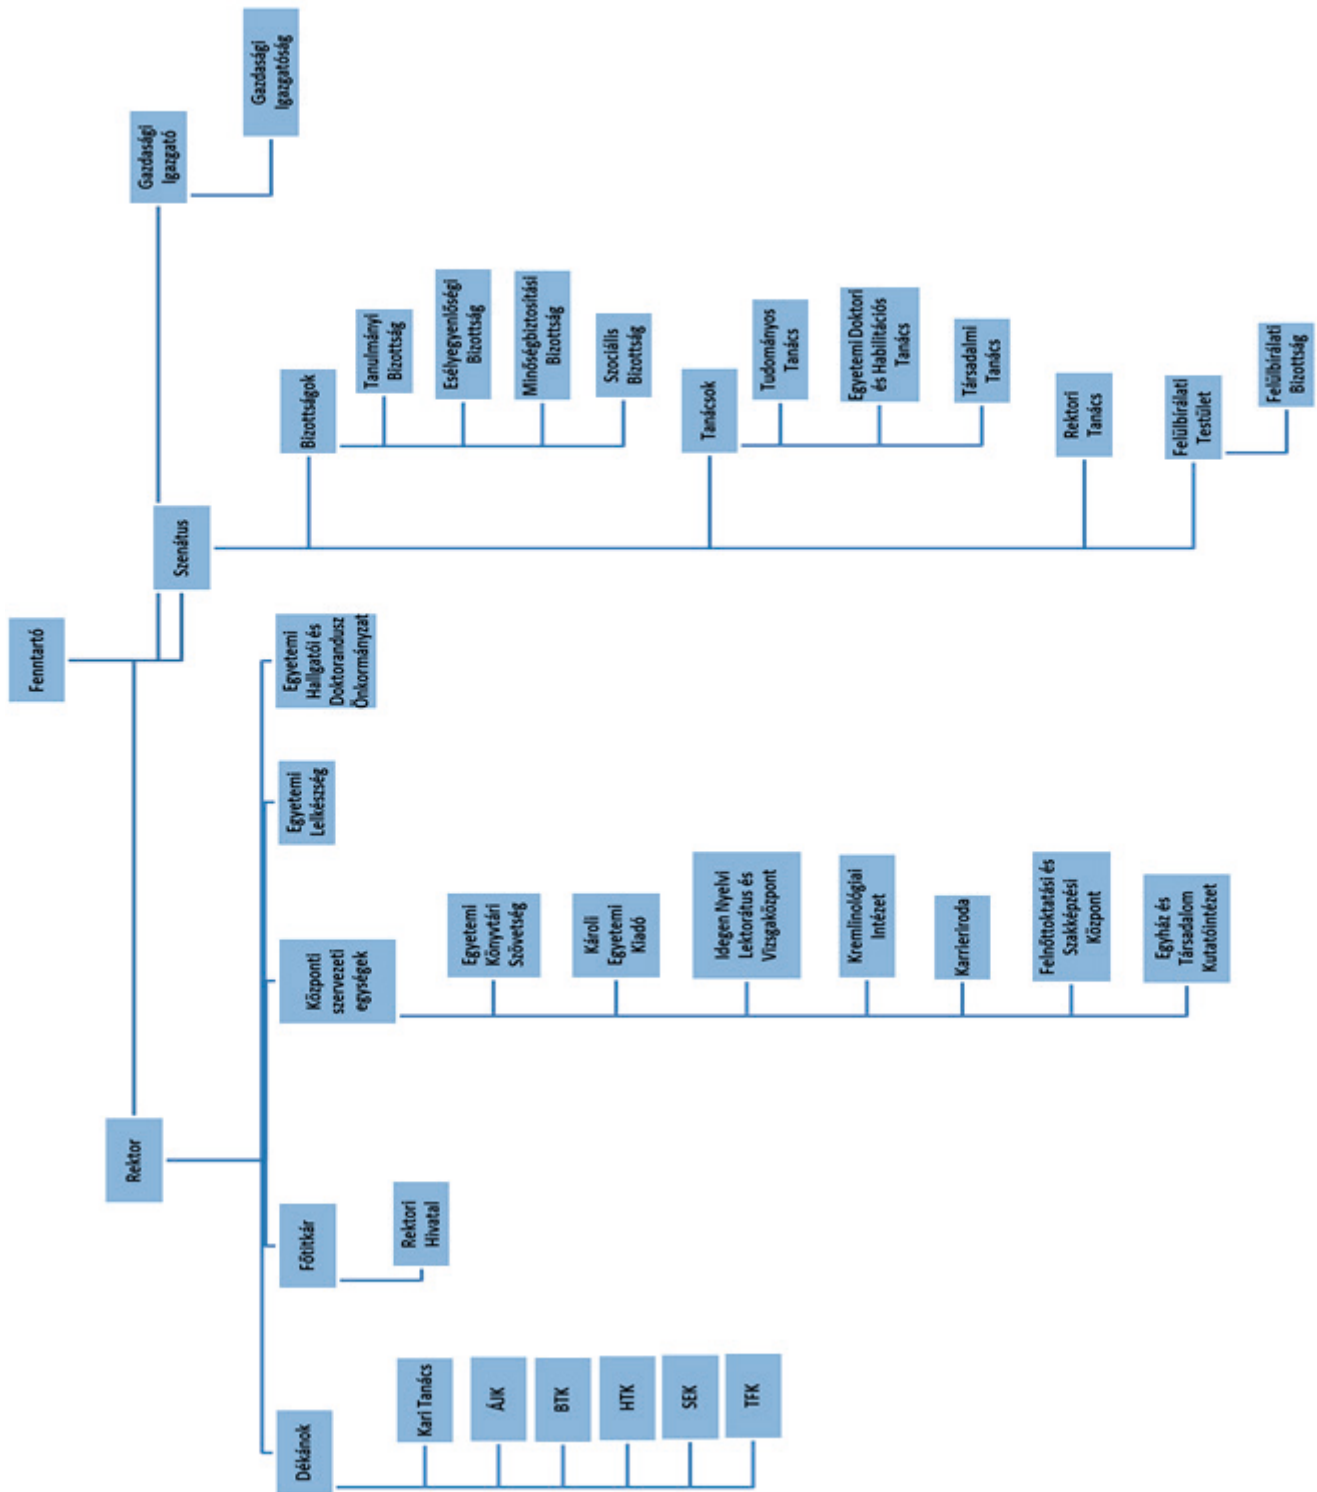 Fenntartó
Rektor
Szenátus
Gazdasági
Igazgató
Gazdasági
Igazgatóság
Dékánok
Kari Tanács
ÁJK
BTK
HTK
SEK
TFK
Főtitkár
Rektori
Hivatal
Központi
szervezeti
egységek
Egyetemi
Könyvtári
Szövetség
Károli
Egyetemi
Kiadó
Idegen Nyelvi
Lektorátus és
Vizsgaközpont
Kremlinológiai
Intézet
Karrieriroda
Felnőttoktatási és
Szakképzési
Központ
Egyház és
Társadalom
Kutatóintézet
Egyetemi
Lelkészség
Egyetemi
Hallgatói és
Doktorandusz
Önkormányzat
Bizottságok
Tanulmányi
Bizottság
Esélyegyenlőségi
Bizottság
Minőségbiztosítási
Bizottság
Szociális
Bizottság
Tanácsok
Tudományos
Tanács
Egyetemi Doktori
és Habilitációs
Tanács
Társadalmi
Tanács
Rektori
Tanács
Felülbírálati
Testület
Felülbírálati
Bizottság